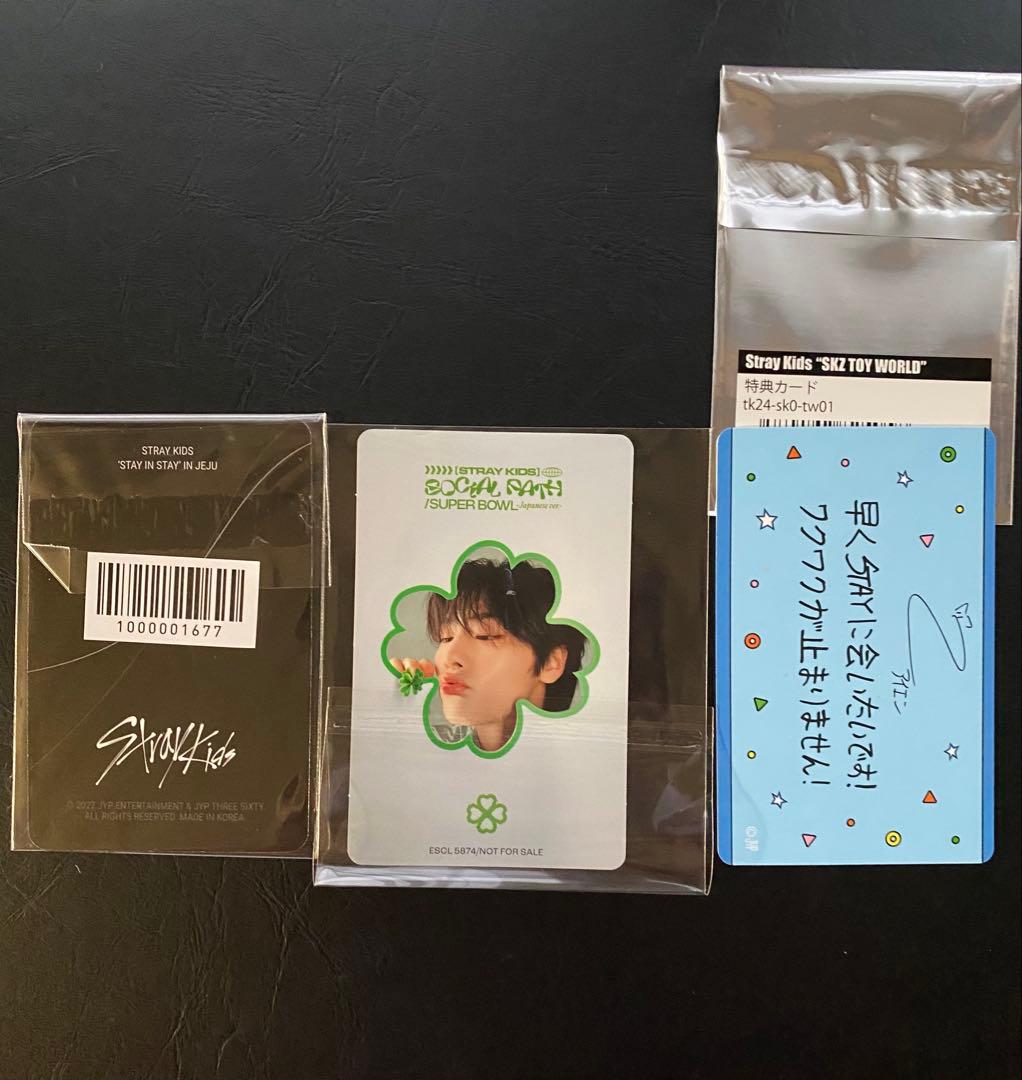 STRAY KIDS
'STAY IN STAY' IN JEJU
1000001677
Stray Kids
© 2022 JYP ENTERTAINMENT & JYP THREE SIXTY.
ALL RIGHTS RESERVED. MADE IN KOREA
[STRAY KIDS]
SOCIAL PATH
/SUPER BOWL -Japanese ver.-
ESCL 5874/NOT FOR SALE
Stray Kids “SKZ TOY WORLD”
特典カード
tk24-sk0-tw01
早くSTAYに会いたいです!
ワクワクが止まりません!
アイエン
©JYP